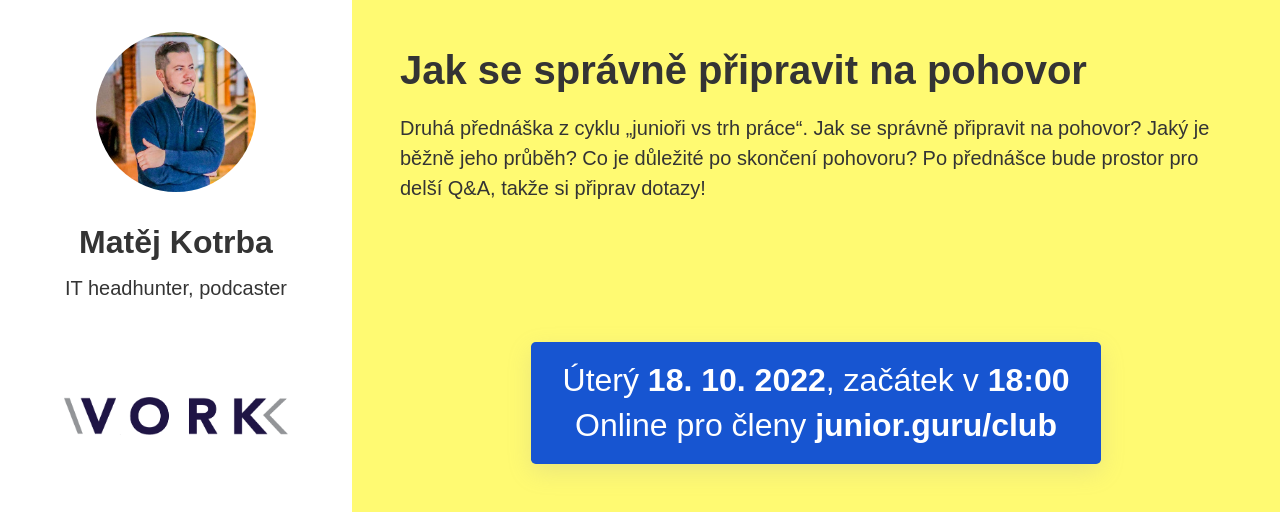 Matěj Kotrba
IT headhunter, podcaster
WORK
Jak se správně připravit na pohovor
Druhá přednáška z cyklu „junioři vs trh práce“. Jak se správně připravit na pohovor? Jaký je
běžně jeho průběh? Co je důležité po skončení pohovoru? Po přednášce bude prostor pro
delší Q&A, takže si připrav dotazy!
Úterý 18. 10. 2022, začátek v 18:00
Online pro členy junior.guru/club